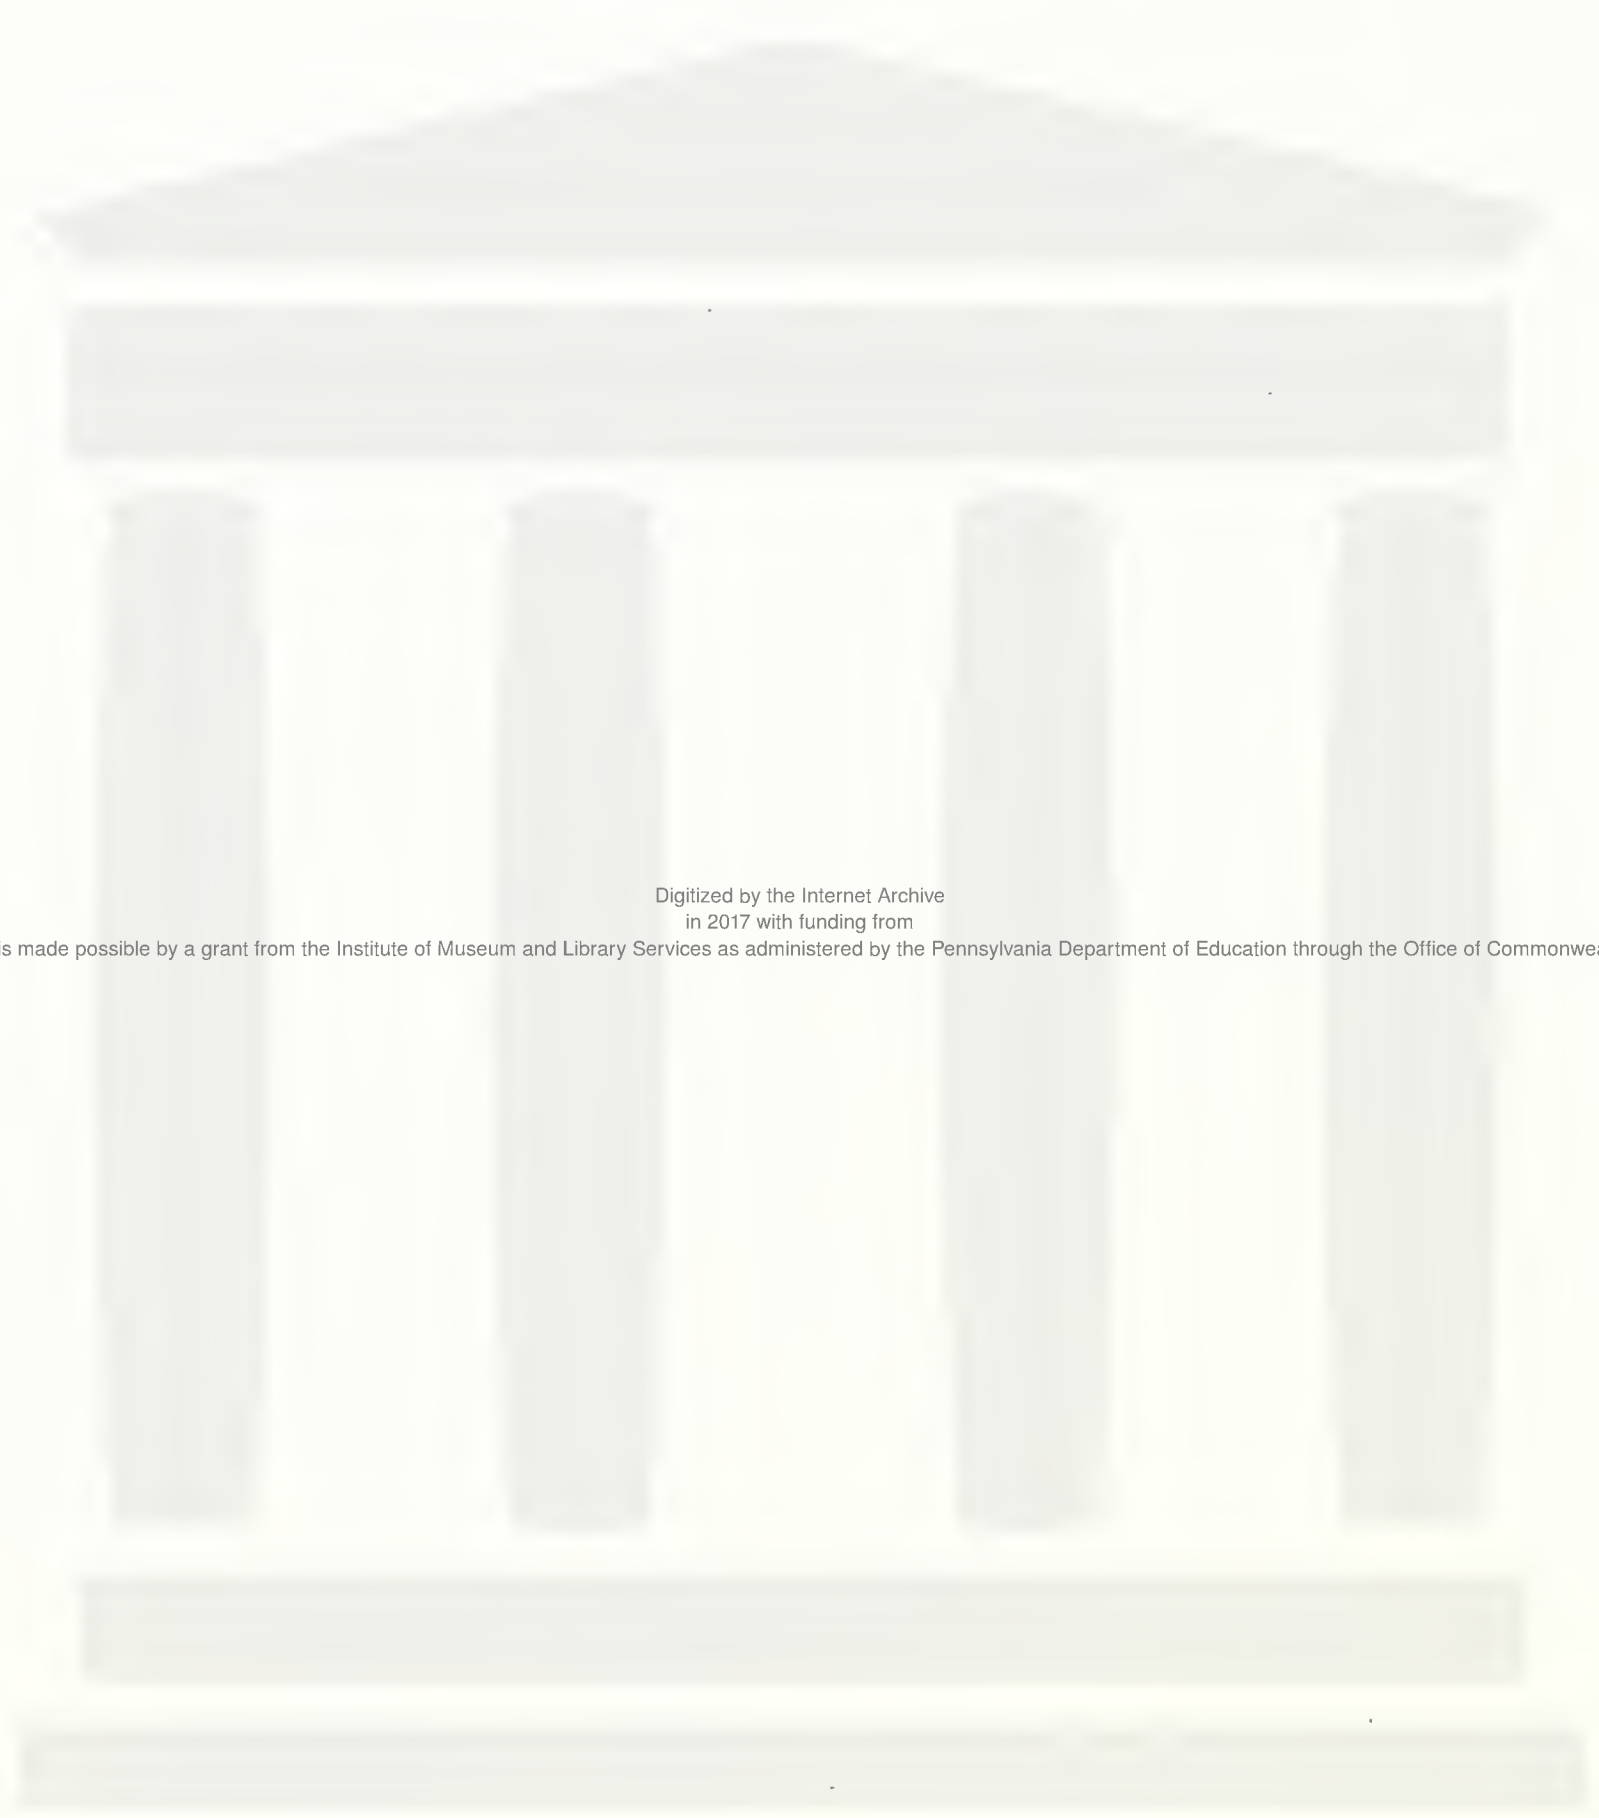 Digitized by the Internet Archive
in 2017 with funding from
is made possible by a grant from the Institute of Museum and Library Services as administered by the Pennsylvania Department of Education through the Office of